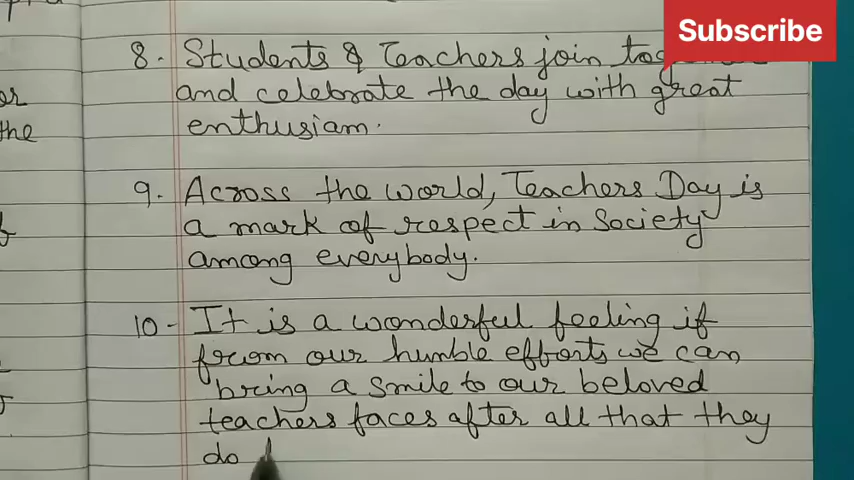 Subscribe
8. Students & Teachers join
and celebrate the day with great
enthusiam.
9. Across the world, Teachers Day is
a mark of respect in Society
among everybody.
10- It is a wonderful feeling if
from our humble efforts we can
bring a smile to our beloved
teachers faces after all that they
do
or
the